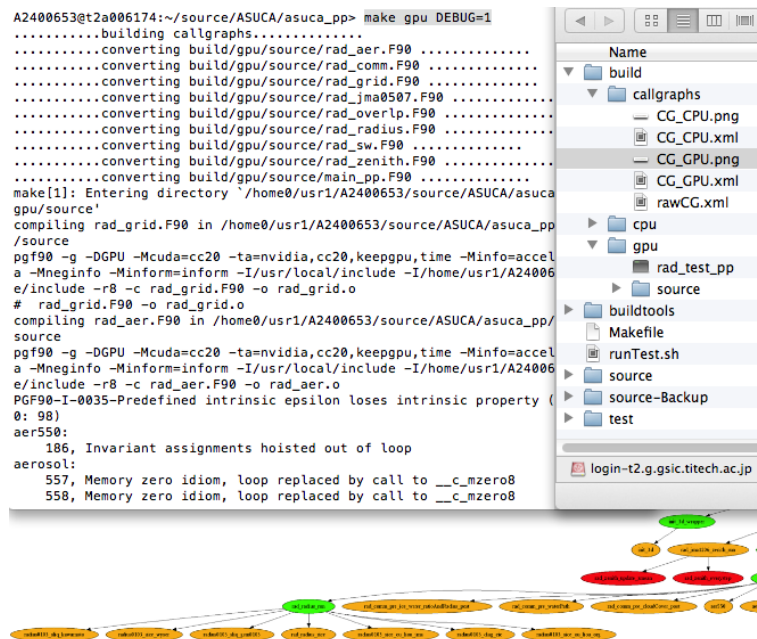 A2400653@t2a006174:~/source/ASUCA/asuca_pp> make gpu DEBUG=1
...........building callgraphs..............
...........converting build/gpu/source/rad_aer.F90 ..............
...........converting build/gpu/source/rad_comm.F90 ..............
...........converting build/gpu/source/rad_grid.F90 ..............
...........converting build/gpu/source/rad_jma0507.F90 ..............
...........converting build/gpu/source/rad_overlp.F90 ..............
...........converting build/gpu/source/rad_radius.F90 ..............
...........converting build/gpu/source/rad_sw.F90 ..............
...........converting build/gpu/source/rad_zenith.F90 ..............
...........converting build/gpu/source/main_pp.F90 ..............
make[1]: Entering directory `/home0/usr1/A2400653/source/ASUCA/asuca
gpu/source'
compiling rad_grid.F90 in /home0/usr1/A2400653/source/ASUCA/asuca_pp
/source
pgf90 -g -DGPU -Mcuda=cc20 -ta=nvidia,cc20,keepgpu,time -Minfo=accel
a -Mneginfo -Minform=inform -I/usr/local/include -I/home/usr1/A24006
e/include -r8 -c rad_grid.F90 -o rad_grid.o
#  rad_grid.F90 -o rad_grid.o
compiling rad_aer.F90 in /home0/usr1/A2400653/source/ASUCA/asuca_pp/
source
pgf90 -g -DGPU -Mcuda=cc20 -ta=nvidia,cc20,keepgpu,time -Minfo=accel
a -Mneginfo -Minform=inform -I/usr/local/include -I/home/usr1/A24006
e/include -r8 -c rad_aer.F90 -o rad_aer.o
PGF90-I-0035-Predefined intrinsic epsilon loses intrinsic property (
0: 98)
aer550:
186, Invariant assignments hoisted out of loop
aerosol:
557, Memory zero idiom, loop replaced by call to __c_mzero8
558, Memory zero idiom, loop replaced by call to __c_mzero8
Name
build
callgraphs
CG_CPU.png
CG_CPU.xml
CG_GPU.png
CG_GPU.xml
rawCG.xml
cpu
gpu
rad_test_pp
source
buildtools
Makefile
runTest.sh
source
source-Backup
test
login-t2.g.gsic.titech.ac.jp